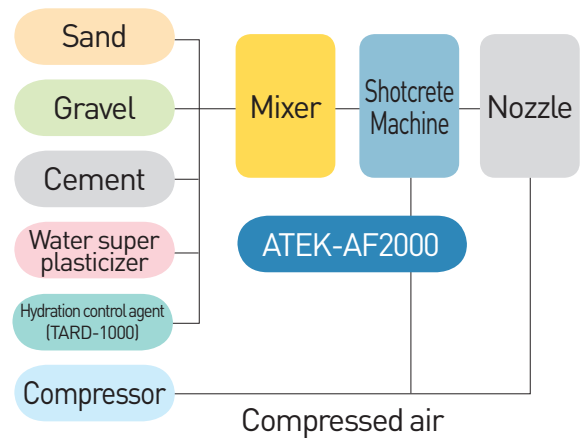 Sand
Gravel
Cement
Water super
plasticizer
Hydration control agent
(TARD-1000)
Compressor
Mixer
Shotcrete
Machine
Nozzle
ATEK-AF2000
Compressed air